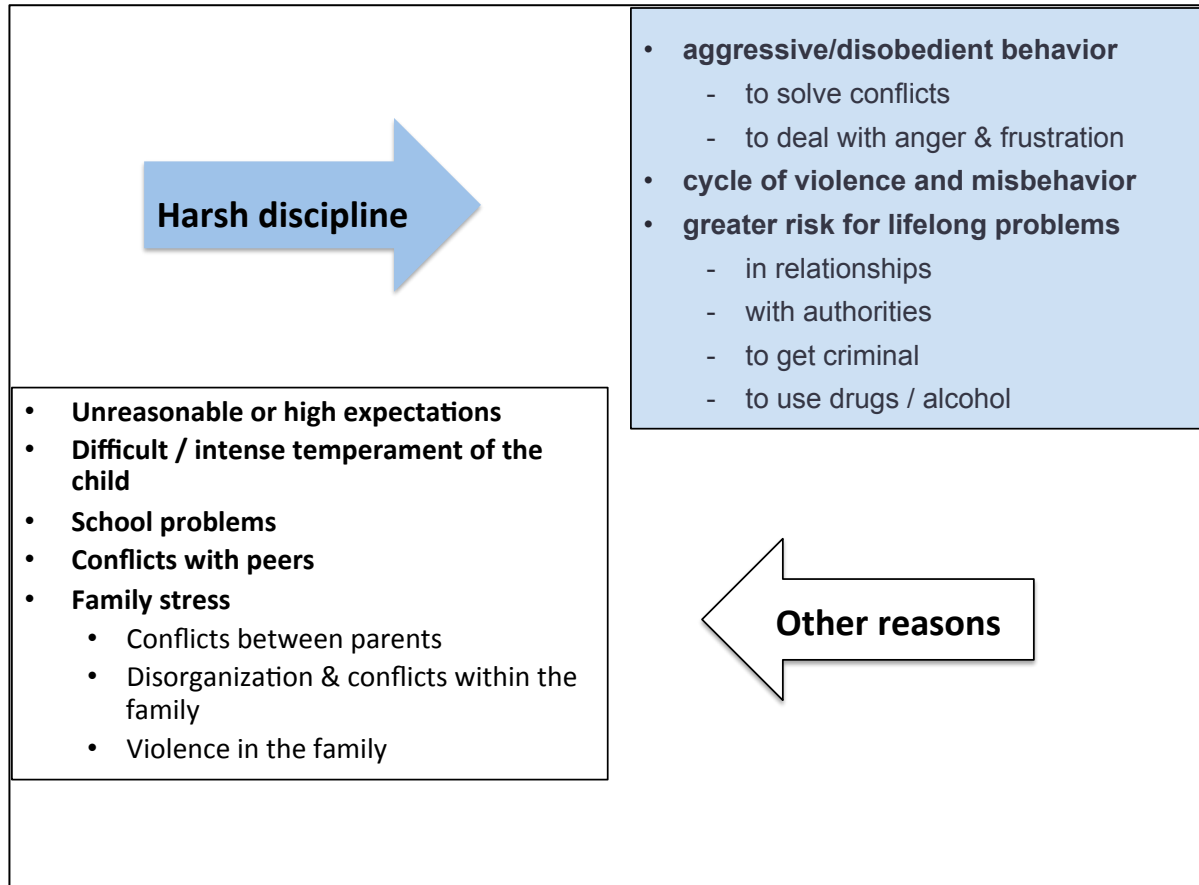 Harsh discipline
• aggressive/disobedient behavior
- to solve conflicts
- to deal with anger & frustration
• cycle of violence and misbehavior
• greater risk for lifelong problems
- in relationships
- with authorities
- to get criminal
- to use drugs / alcohol
• Unreasonable or high expectations
• Difficult / intense temperament of the
child
• School problems
• Conflicts with peers
• Family stress
• Conflicts between parents
• Disorganization & conflicts within the
family
• Violence in the family
Other reasons